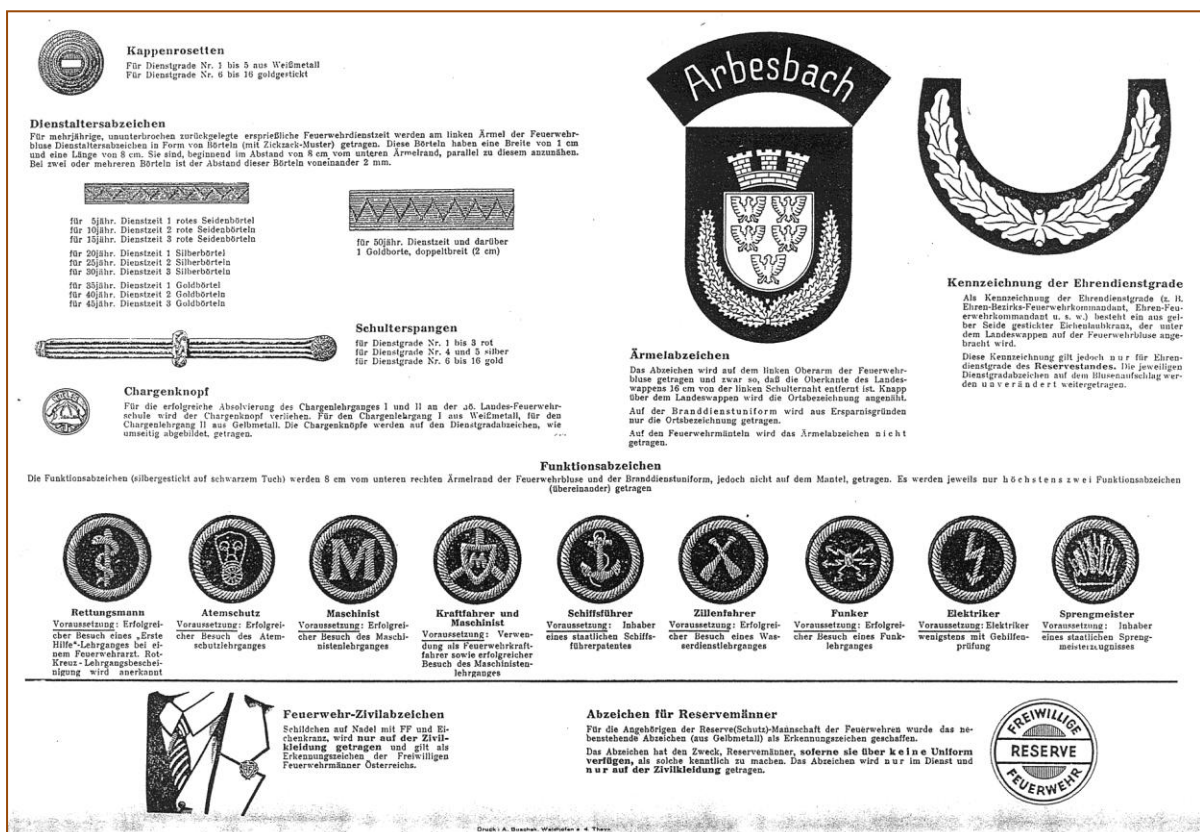 Kappenrosetten
Für Dienstgrade Nr. 1 bis 5 aus Weißmetall
Für Dienstgrade Nr. 6 bis 16 goldgestickt
Dienstaltersabzeichen
Für mehrjährige, ununterbrochen zurückgelegte ersprießliche Feuerwehrdienstzeit werden am linken Ärmel der Feuerwehr-
bluse Dienstaltersabzeichen in Form von Börteln (mit Zickzack-Muster) getragen. Diese Börteln haben eine Breite von 1 cm
und eine Länge von 8 cm. Sie sind, beginnend im Abstand von 8 cm vom unteren Ärmelrand, parallel zu diesem anzunähen.
Bei zwei oder mehreren Börteln ist der Abstand dieser Börteln voneinander 2 mm.
für 5jähr. Dienstzeit 1 rotes Seidenbörtel
für 10jähr. Dienstzeit 2 rote Seidenbörteln
für 15jähr. Dienstzeit 3 rote Seidenbörteln
für 20jähr. Dienstzeit 1 Silberbörtel
für 25jähr. Dienstzeit 2 Silberbörteln
für 30jähr. Dienstzeit 3 Silberbörteln
für 35jähr. Dienstzeit 1 Goldbörtel
für 40jähr. Dienstzeit 2 Goldbörteln
für 45jähr. Dienstzeit 3 Goldbörteln
für 50jähr. Dienstzeit und darüber
1 Goldborte, doppeltbreit (2 cm)
Schulterspangen
für Dienstgrade Nr. 1 bis 3 rot
für Dienstgrade Nr. 4 und 5 silber
für Dienstgrade Nr. 6 bis 16 gold
Chargenknopf
Für die erfolgreiche Absolvierung des Chargenlehrganges I und II an der Landes-Feuerwehr-
schule wird der Chargenknopf verliehen. Für den Chargenlehrgang I aus Weißmetall, für den
Chargenlehrgang II aus Gelbmetall. Die Chargenknöpfe werden auf den Dienstgradabzeichen, wie
umseitig abgebildet, getragen.
Arbesbach
Ärmelabzeichen
Das Abzeichen wird auf dem linken Oberarm der Feuerwehr-
bluse getragen und zwar so, daß die Oberkante des Landes-
wappens 16 cm von der linken Schulternaht entfernt ist. Knapp
über dem Landeswappen wird die Ortsbezeichnung angenäht.
Auf der Branddienstuniform wird aus Ersparnisgründen
nur die Ortsbezeichnung getragen.
Auf den Feuerwehrmänteln wird das Ärmelabzeichen nicht
getragen.
Kennzeichnung der Ehrendienstgrade
Als Kennzeichnung der Ehrendienstgrade (z. B.
Ehren-Bezirks-Feuerwehrkommandant, Ehren-Feu-
erwehrkommandant u. s. w.) besteht ein aus gel-
ber Seide gestickter Eichenlaubkranz, der unter
dem Landeswappen auf der Feuerwehrbluse ange-
bracht wird.
Diese Kennzeichnung gilt jedoch nur für Ehren-
dienstgrade des Reservestandes. Die jeweiligen
Dienstgradabzeichen auf dem Blusenaufschlag wer-
den unverändert weitergetragen.
Funktionsabzeichen
Die Funktionsabzeichen (silbergestickt auf schwarzem Tuch) werden 8 cm vom unteren rechten Ärmelrand der Feuerwehrbluse und der Branddienstuniform, jedoch nicht auf dem Mantel, getragen. Es werden jeweils nur höchstens zwei Funktionsabzeichen
(übereinander) getragen
M
Rettungsmann
Voraussetzung: Erfolgrei-
cher Besuch eines „Erste
Hilfe"-Lehrganges bei ei-
nem Feuerwehrarzt. Rot-
Kreuz-Lehrgangsbeschei-
nigung wird anerkannt
Atemschutz
Voraussetzung: Erfolgrei-
cher Besuch des Atem-
schutzlehrganges
Maschinist
Voraussetzung: Erfolgrei-
cher Besuch des Maschi-
nistenlehrganges
Kraftfahrer und
Maschinist
Voraussetzung: Verwen-
dung als Feuerwehrkraft-
fahrer sowie erfolgreicher
Besuch des Maschinisten-
lehrganges
Schiffsführer
Voraussetzung: Inhaber
eines staatlichen Schiffs-
führerpatentes
Zillenfahrer
Voraussetzung: Erfolgrei-
cher Besuch eines Was-
serdienstlehrganges
Funker
Voraussetzung: Erfolgrei-
cher Besuch eines Funk-
lehrganges
Elektriker
Voraussetzung: Elektriker
wenigstens mit Gehilfen-
prüfung
Sprengmeister
Voraussetzung: Inhaber
eines staatlichen Spreng-
meisterzeugnisses
Feuerwehr-Zivilabzeichen
Schildchen auf Nadel mit FF und Ei-
chenkranz, wird nur auf der Zivil-
kleidung getragen und gilt als
Erkennungszeichen der Freiwilligen
Feuerwehrmänner Österreichs.
Abzeichen für Reservemänner
Für die Angehörigen der Reserve(Schutz)-Mannschaft der Feuerwehren wurde das ne-
benstehende Abzeichen (aus Gelbmetall) als Erkennungszeichen geschaffen.
Das Abzeichen hat den Zweck, Reservemänner, soferne sie über keine Uniform
verfügen, als solche kenntlich zu machen. Das Abzeichen wird nur im Dienst und
nur auf der Zivilkleidung getragen.
FREIWILLIGE
RESERVE
FEUERWEHR
Druck: A. Buschek, Waidhofen a. d. Thaya